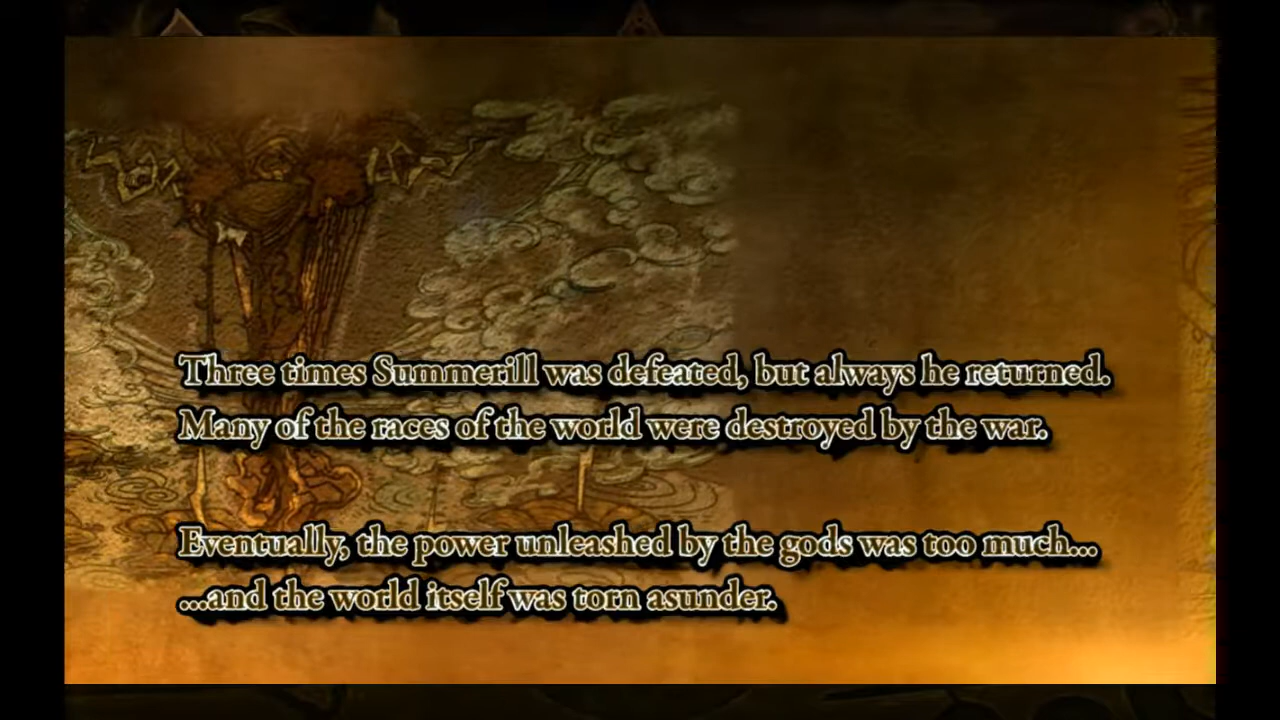 Three times Summerill was defeated, but always he returned.
Many of the races of the world were destroyed by the war.
Eventually, the power unleashed by the gods was too much...
...and the world itself was torn asunder.